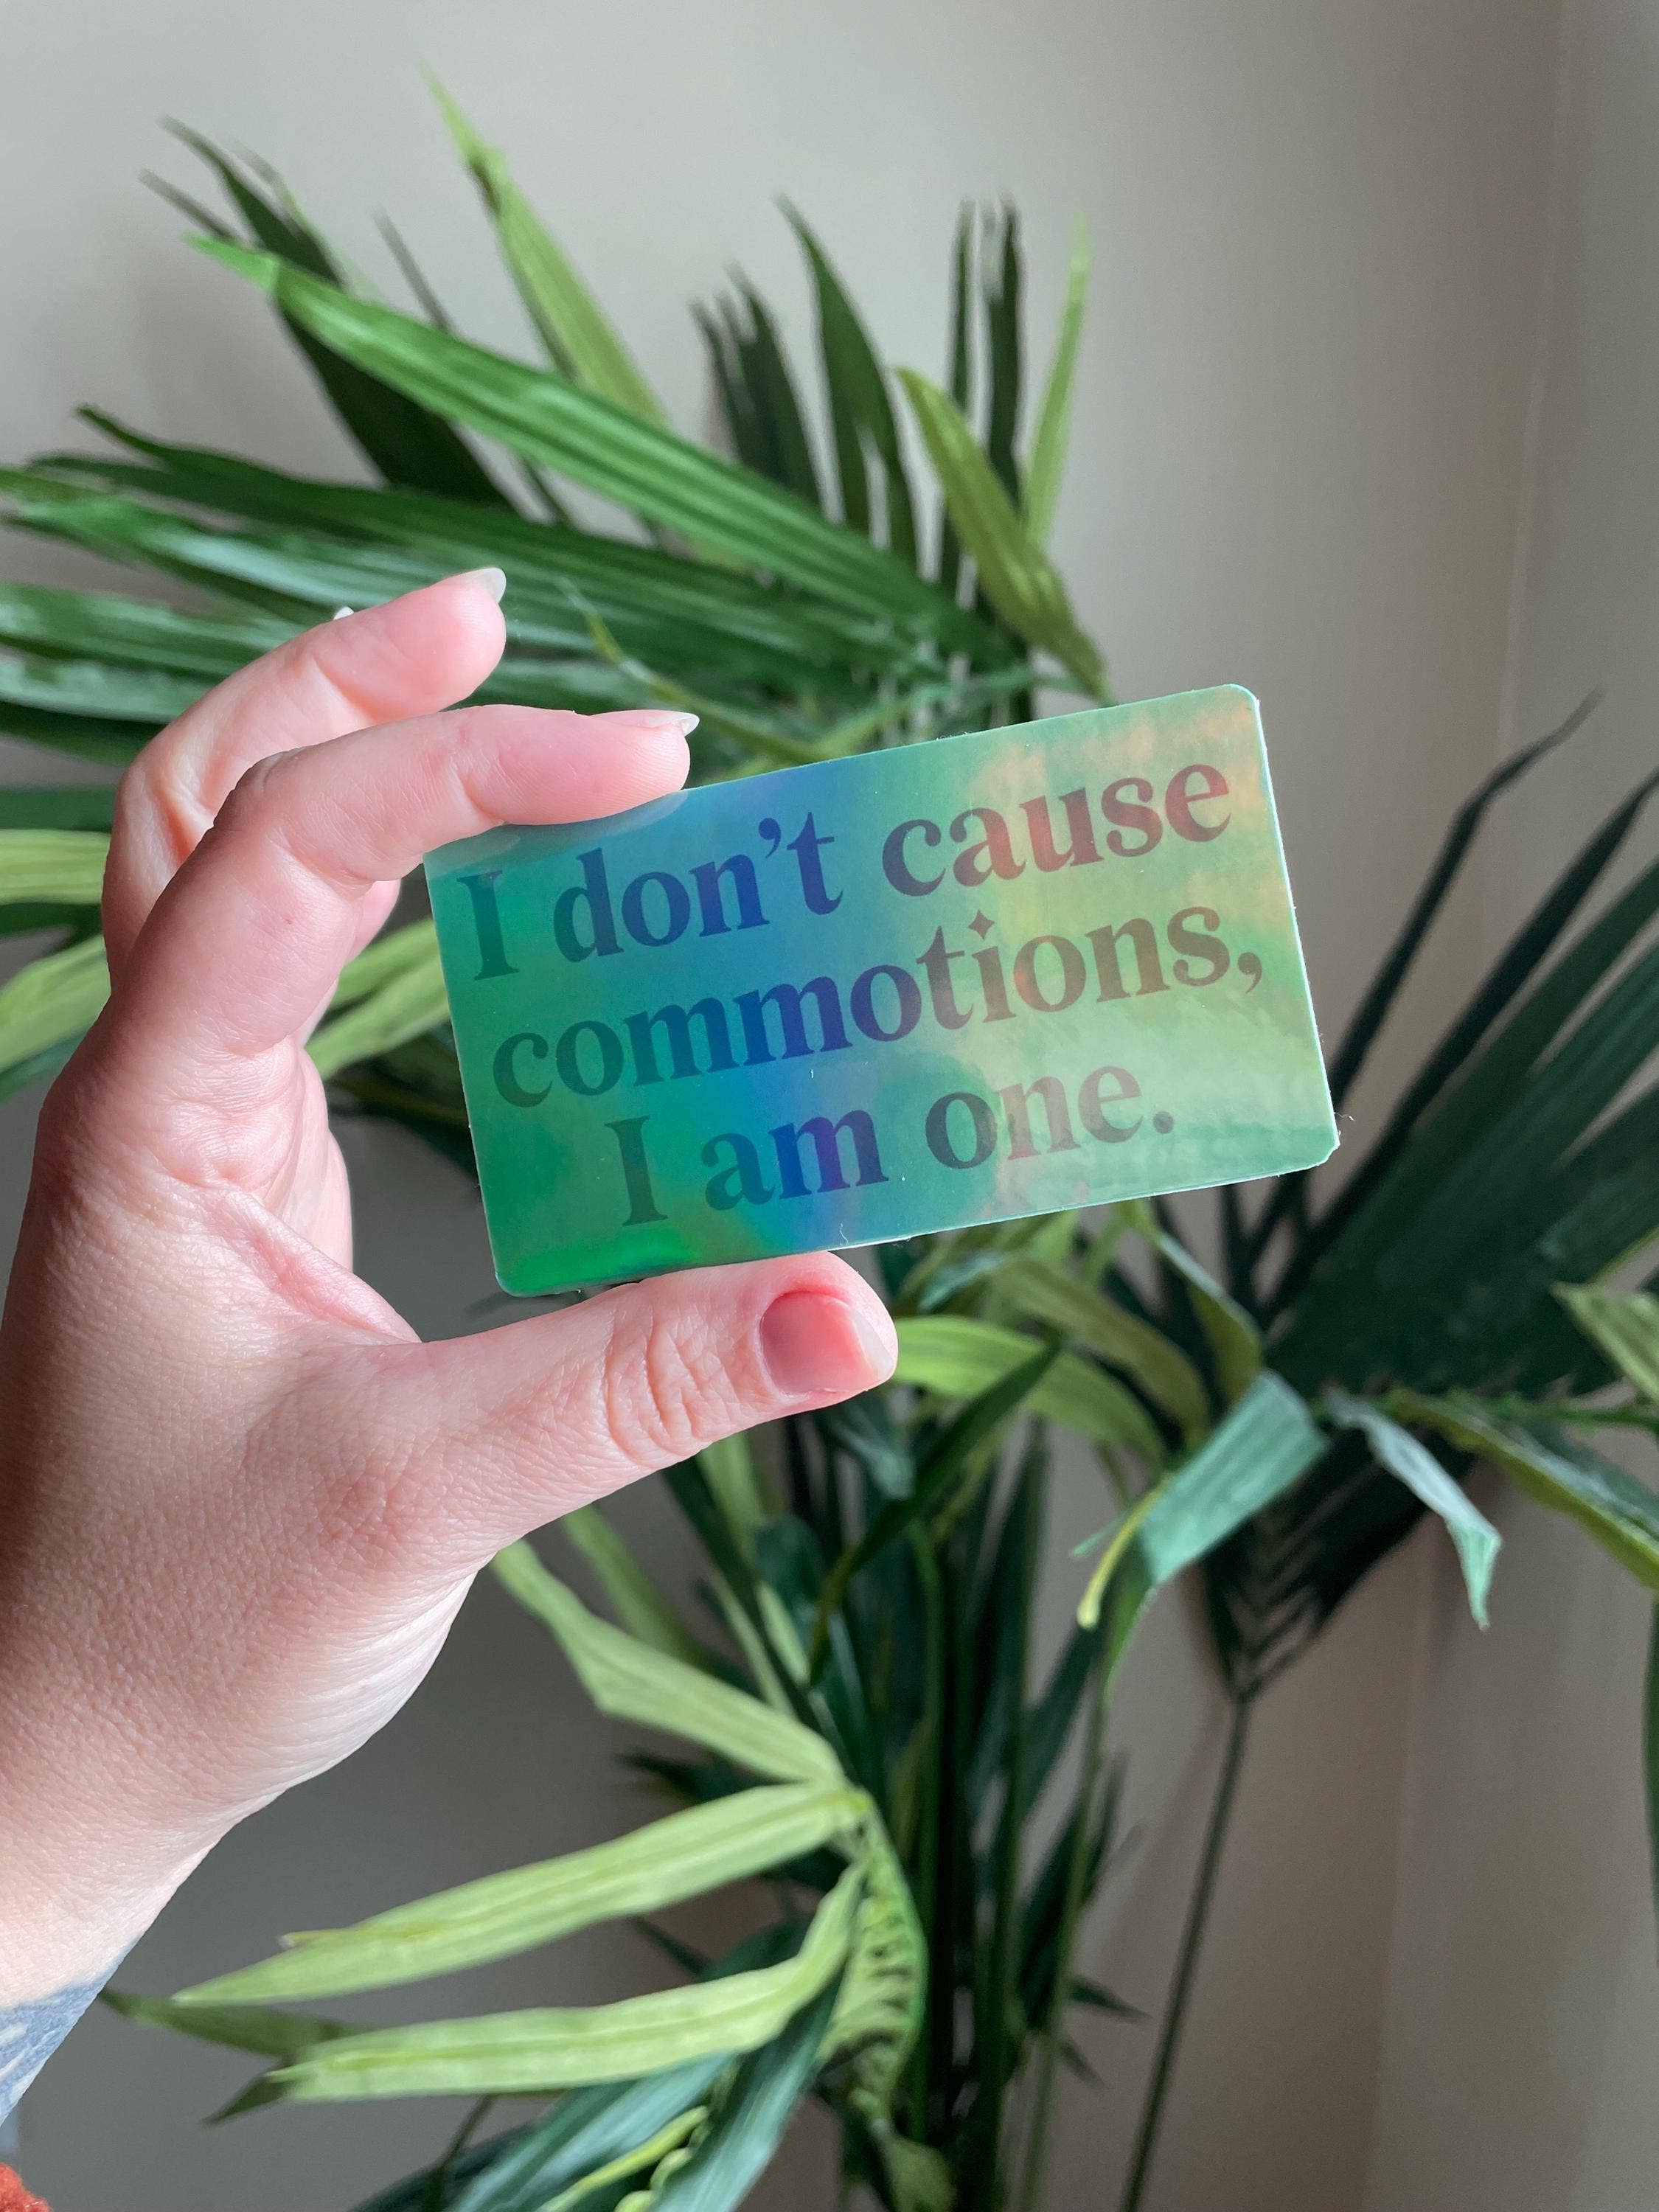 I don’t cause
commotions,
I am one.